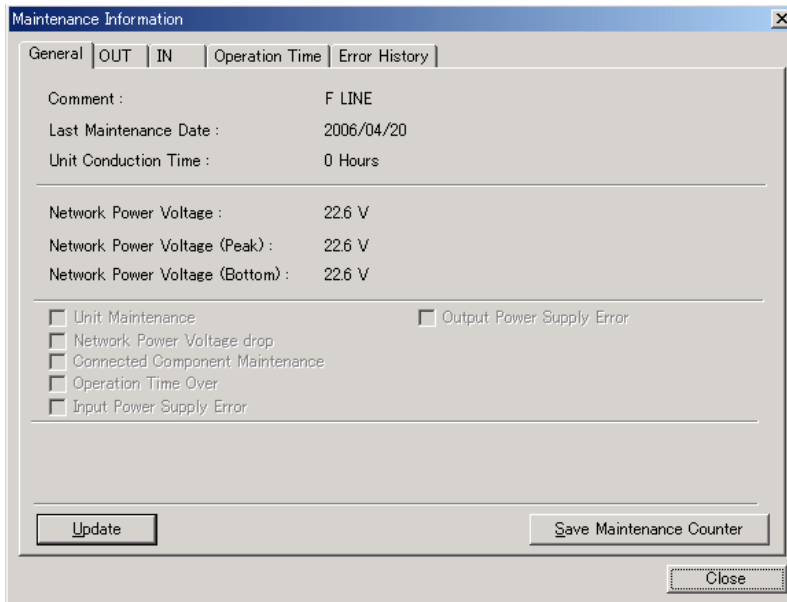 Maintenance Information
General OUT IN Operation Time Error History
Comment : F LINE
Last Maintenance Date : 2006/04/20
Unit Conduction Time : 0 Hours
Network Power Voltage : 22.6 V
Network Power Voltage (Peak) : 22.6 V
Network Power Voltage (Bottom) : 22.6 V
Unit Maintenance Output Power Supply Error
Network Power Voltage drop
Connected Component Maintenance
Operation Time Over
Input Power Supply Error
Update Save Maintenance Counter
Close